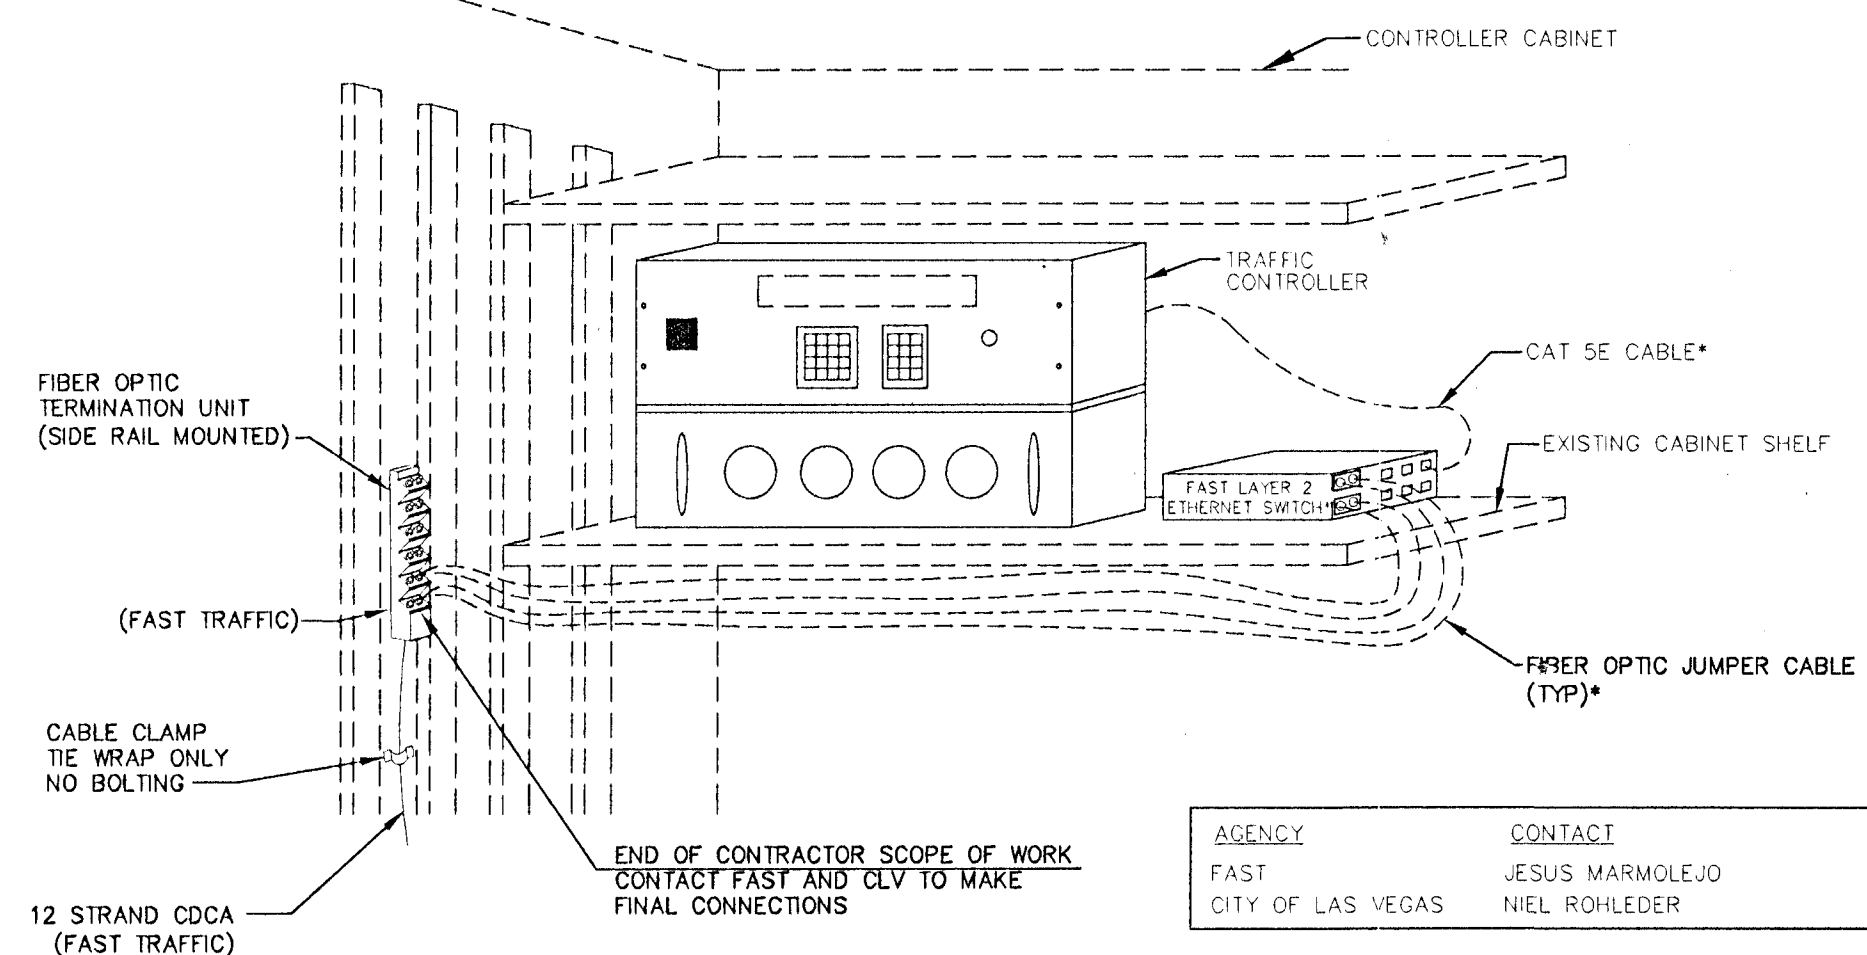 CONTROLLER CABINET
TRAFFIC
CONTROLLER
CAT 5E CABLE*
EXISTING CABINET SHELF
FIBER OPTIC
TERMINATION UNIT
(SIDE RAIL MOUNTED)
FAST LAYER 2
ETHERNET SWITCH*
(FAST TRAFFIC)
FIBER OPTIC JUMPER CABLE
(TYP)*
CABLE CLAMP
TIE WRAP ONLY
NO BOLTING
END OF CONTRACTOR SCOPE OF WORK
CONTACT FAST AND CLV TO MAKE
FINAL CONNECTIONS
12 STRAND CDCA
(FAST TRAFFIC)
AGENCY CONTACT
FAST JESUS MARMOLEJO
CITY OF LAS VEGAS NIEL ROHLEDER